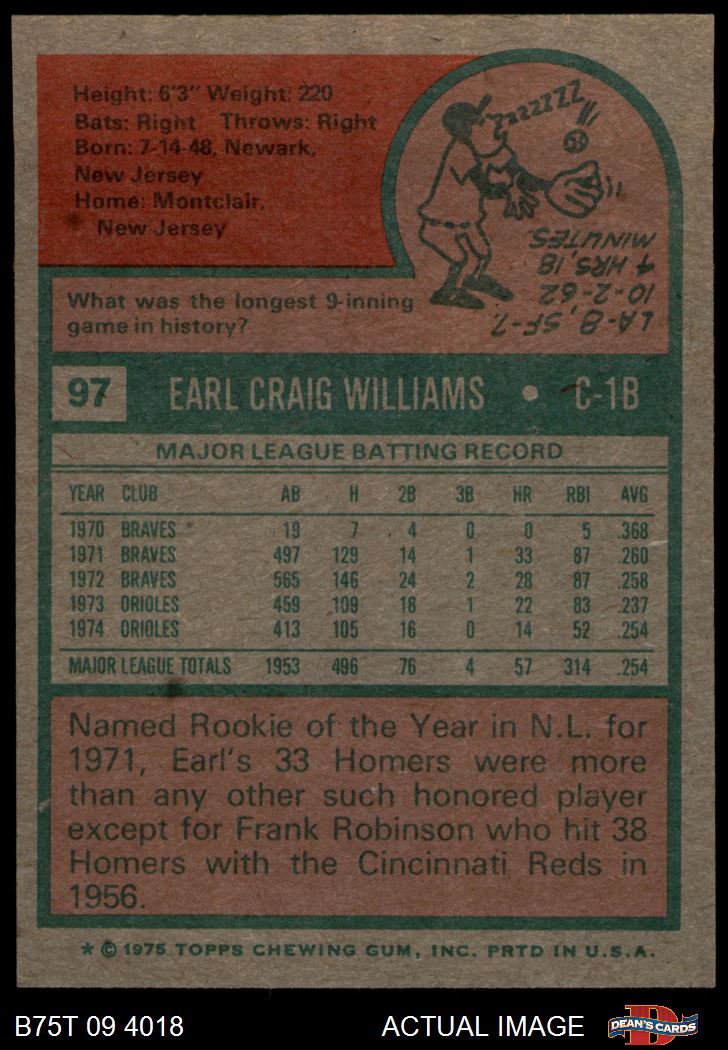 Height: 6'3" Weight: 220
Bats: Right Throws: Right
Born: 7-14-48, Newark,
New Jersey
Home: Montclair,
New Jersey
ZZZZZZZ
What was the longest 9-inning
game in history?
LA-8, SF-7
10-2-62
4 HRS, 18
MINUTES
97 EARL CRAIG WILLIAMS • C-1B
MAJOR LEAGUE BATTING RECORD
YEAR CLUB AB H 2B 3B HR RBI AVG
1970 BRAVES 19 7 4 0 0 5 .368
1971 BRAVES 497 129 14 1 33 87 .260
1972 BRAVES 565 146 24 2 28 87 .258
1973 ORIOLES 459 109 18 1 22 83 .237
1974 ORIOLES 413 105 16 0 14 52 .254
MAJOR LEAGUE TOTALS 1953 496 76 4 57 314 .254
Named Rookie of the Year in N.L. for
1971, Earl's 33 Homers were more
than any other such honored player
except for Frank Robinson who hit 38
Homers with the Cincinnati Reds in
1956.
* © 1975 TOPPS CHEWING GUM, INC. PRTD IN U.S.A.
B75T 09 4018 ACTUAL IMAGE D DEAN'S CARDS